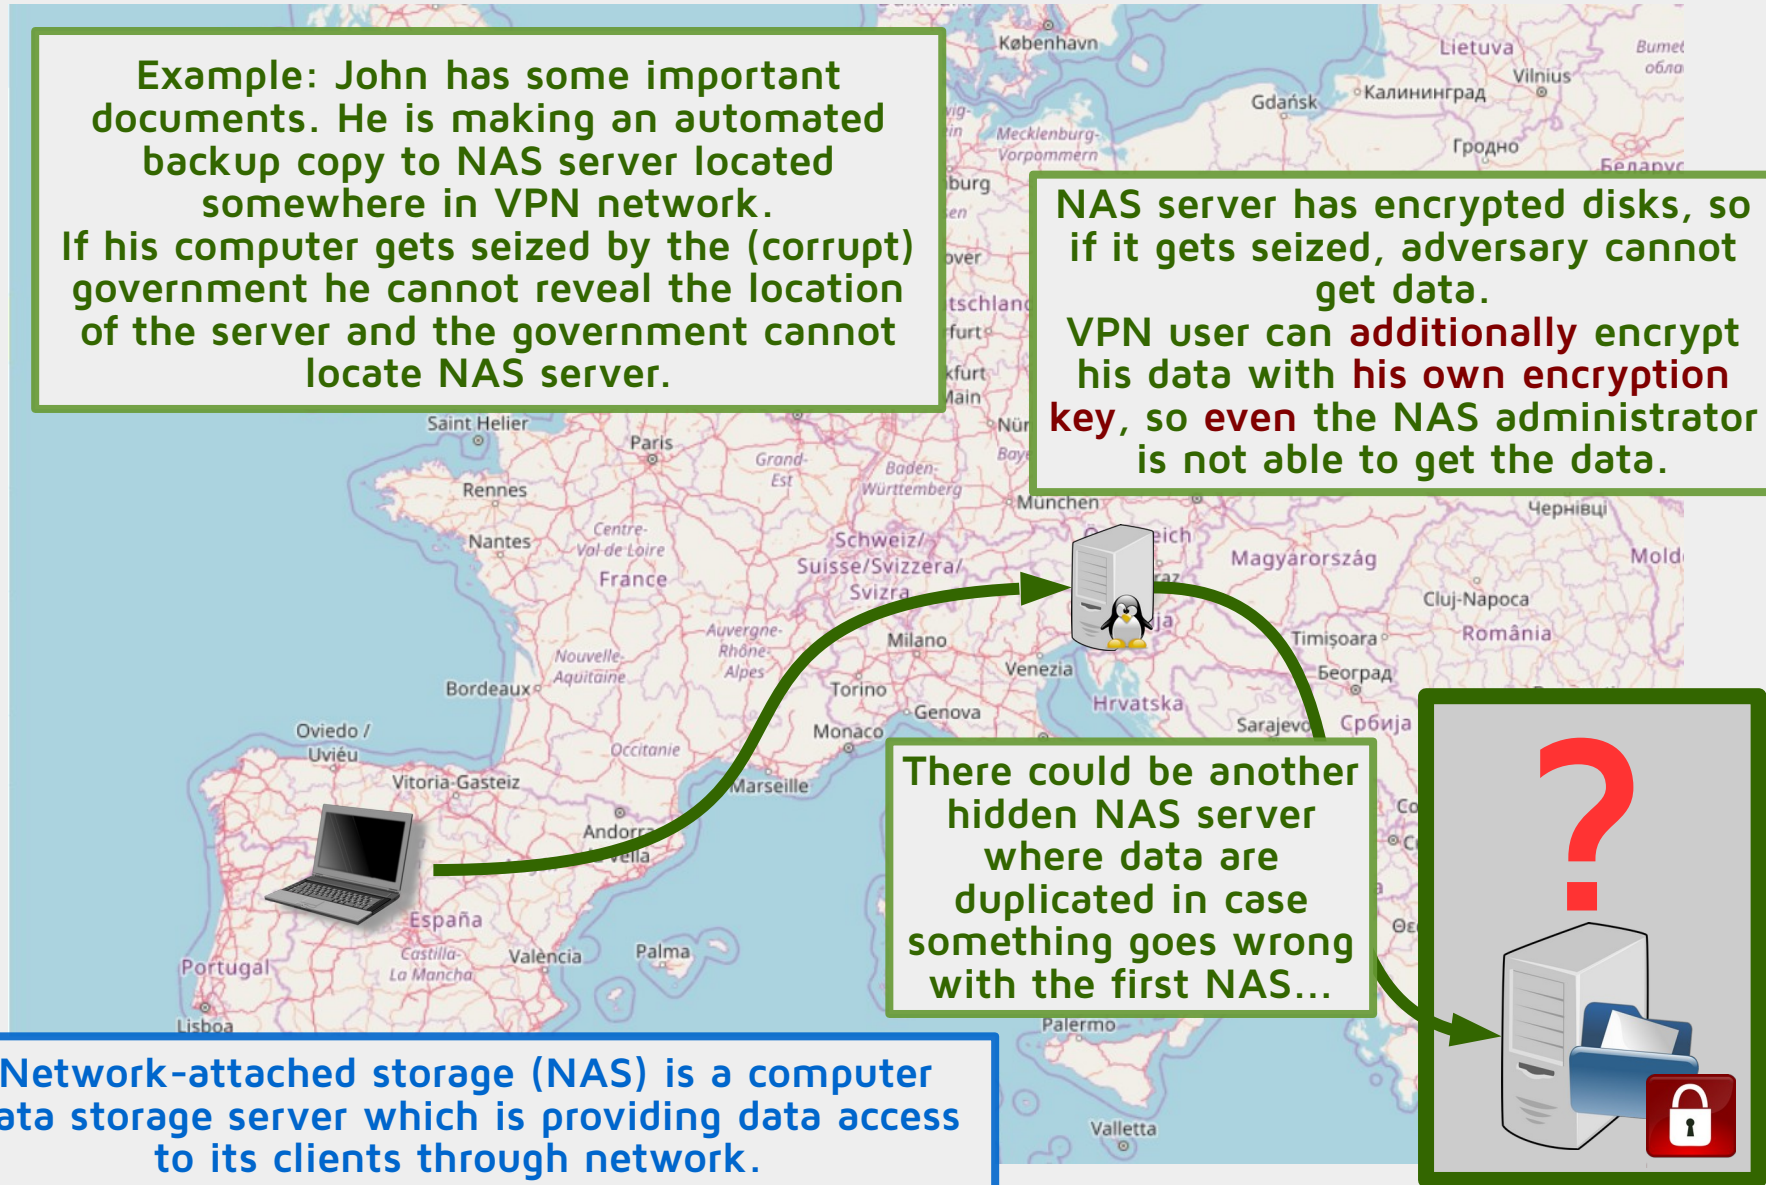 Example: John has some important
documents. He is making an automated
backup copy to NAS server located
somewhere in VPN network.
If his computer gets seized by the (corrupt)
government he cannot reveal the location
of the server and the government cannot
locate NAS server.
NAS server has encrypted disks, so
if it gets seized, adversary cannot
get data.
VPN user can additionally encrypt
his data with his own encryption
key, so even the NAS administrator
is not able to get the data.
There could be another
hidden NAS server
where data are
duplicated in case
something goes wrong
with the first NAS...
?
Network-attached storage (NAS) is a computer
ata storage server which is providing data access
to its clients through network.
København
Lietuva
Vilnius
Gdańsk
Калининград
Mecklenburg-
Vorpommern
Гродно
Беларус
Saint Helier
Paris
Grand-
Est
Baden-
Württemberg
München
Rennes
Чернівці
Nantes
Centre-
Val de Loire
France
Schweiz/
Suisse/Svizzera/
Svizra
Magyarország
Cluj-Napoca
România
Timișoara
Auvergne-
Rhône-
Alpes
Milano
Venezia
Nouvelle-
Aquitaine
Bordeaux
Torino
Београд
Genova
Hrvatska
Sarajevo
Србија
Monaco
Oviedo /
Uviéu
Occitanie
Vitoria-Gasteiz
Marseille
Andorra
la Vella
España
Castilla-
La Mancha
València
Palma
Portugal
Lisboa
Palermo
Valletta